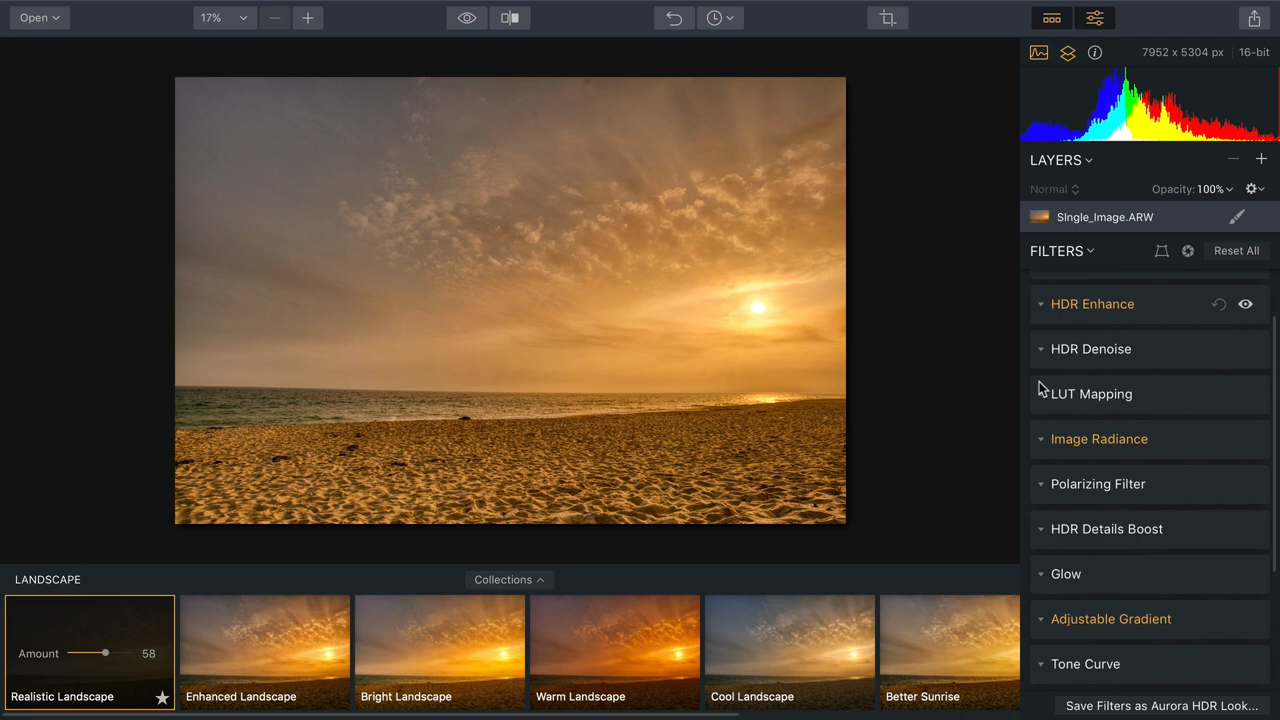 Open
17%
7952 x 5304 px
16-bit
LAYERS
Normal
Opacity: 100%
SIngle_Image.ARW
FILTERS
Reset All
HDR Enhance
HDR Denoise
LUT Mapping
Image Radiance
Polarizing Filter
HDR Details Boost
Glow
Adjustable Gradient
Tone Curve
Save Filters as Aurora HDR Look...
LANDSCAPE
Collections
Amount 58
Realistic Landscape
Enhanced Landscape
Bright Landscape
Warm Landscape
Cool Landscape
Better Sunrise